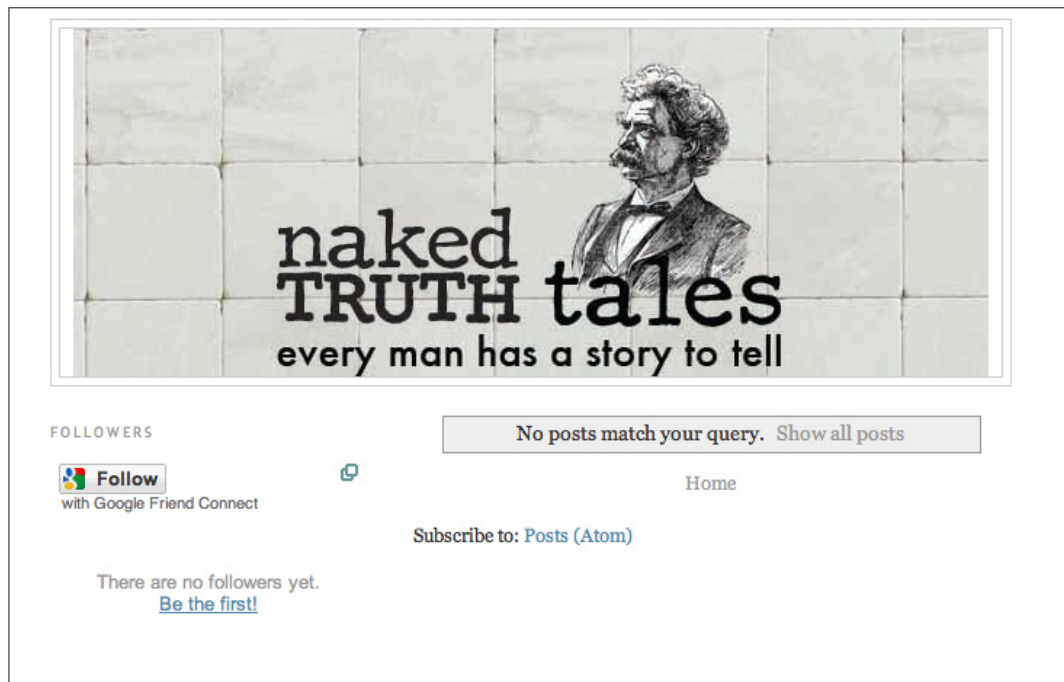 naked
TRUTH tales
every man has a story to tell
FOLLOWERS
Follow
with Google Friend Connect
There are no followers yet.
Be the first!
No posts match your query. Show all posts
Home
Subscribe to: Posts (Atom)